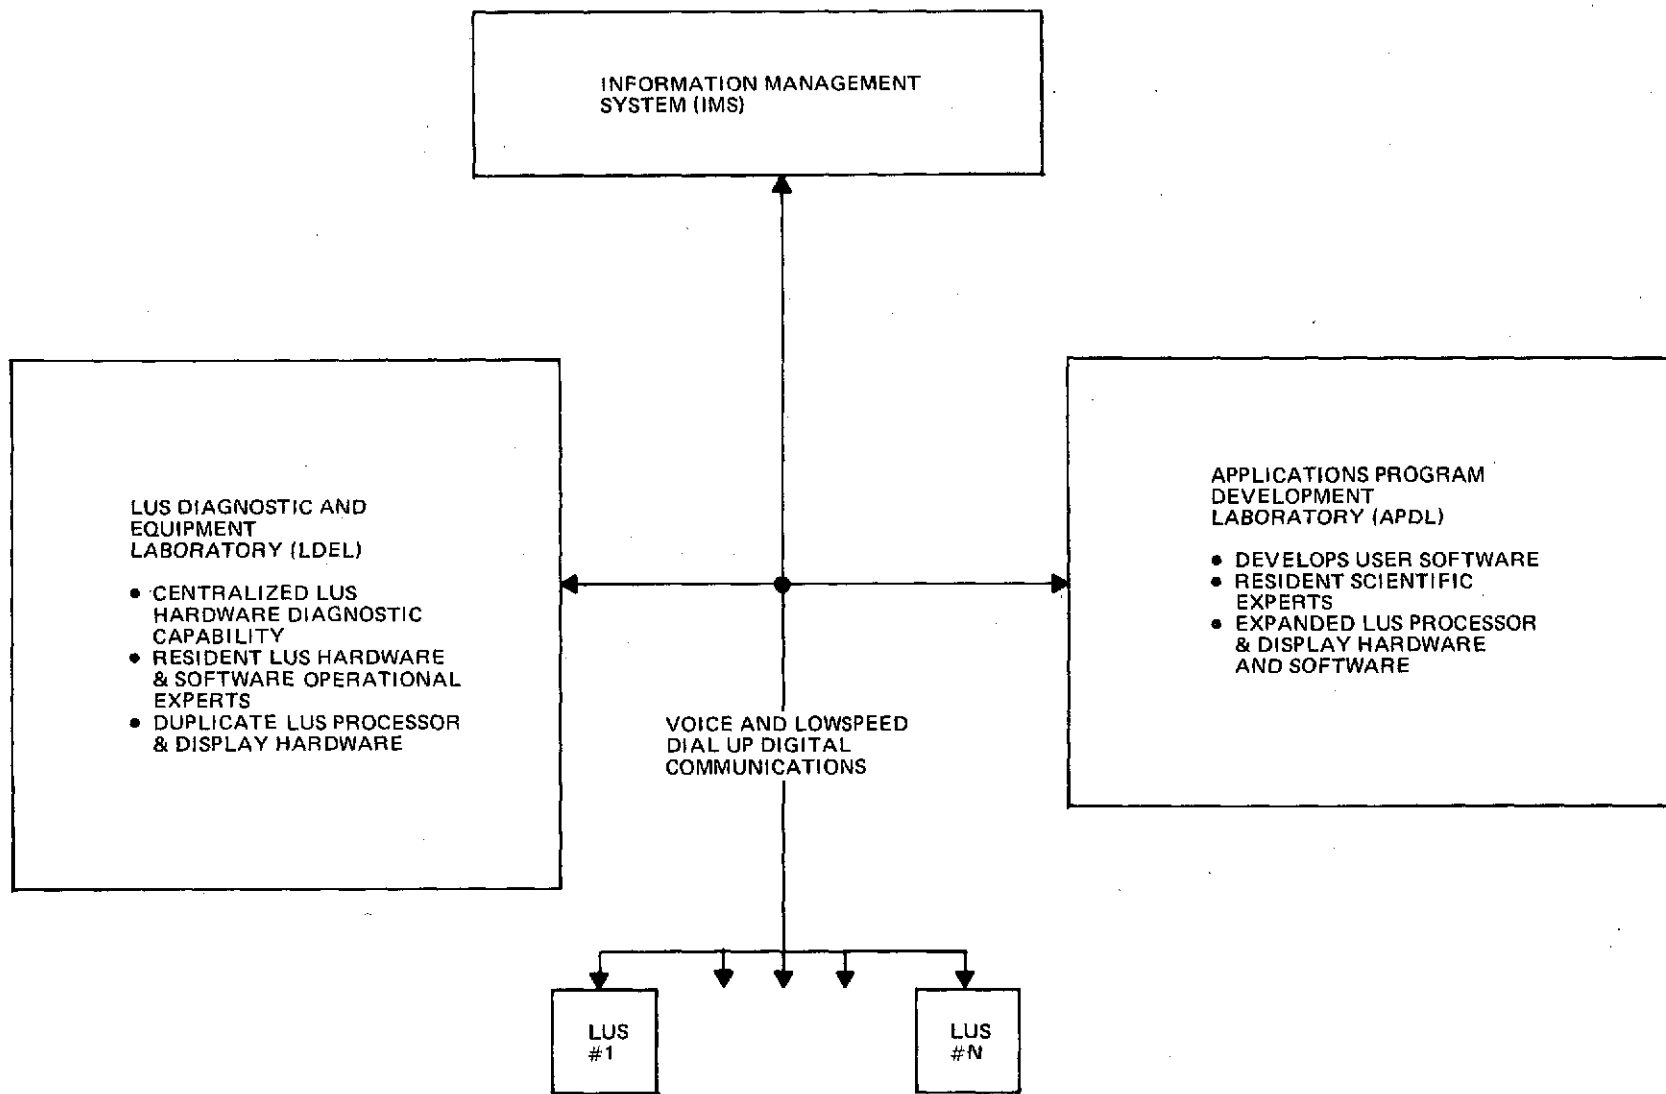 INFORMATION MANAGEMENT
SYSTEM (IMS)
LUS DIAGNOSTIC AND
EQUIPMENT
LABORATORY (LDEL)
• CENTRALIZED LUS
HARDWARE DIAGNOSTIC
CAPABILITY
• RESIDENT LUS HARDWARE
& SOFTWARE OPERATIONAL
EXPERTS
• DUPLICATE LUS PROCESSOR
& DISPLAY HARDWARE
APPLICATIONS PROGRAM
DEVELOPMENT
LABORATORY (APDL)
• DEVELOPS USER SOFTWARE
• RESIDENT SCIENTIFIC
EXPERTS
• EXPANDED LUS PROCESSOR
& DISPLAY HARDWARE
AND SOFTWARE
VOICE AND LOWSPEED
DIAL UP DIGITAL
COMMUNICATIONS
LUS
#1
LUS
#N